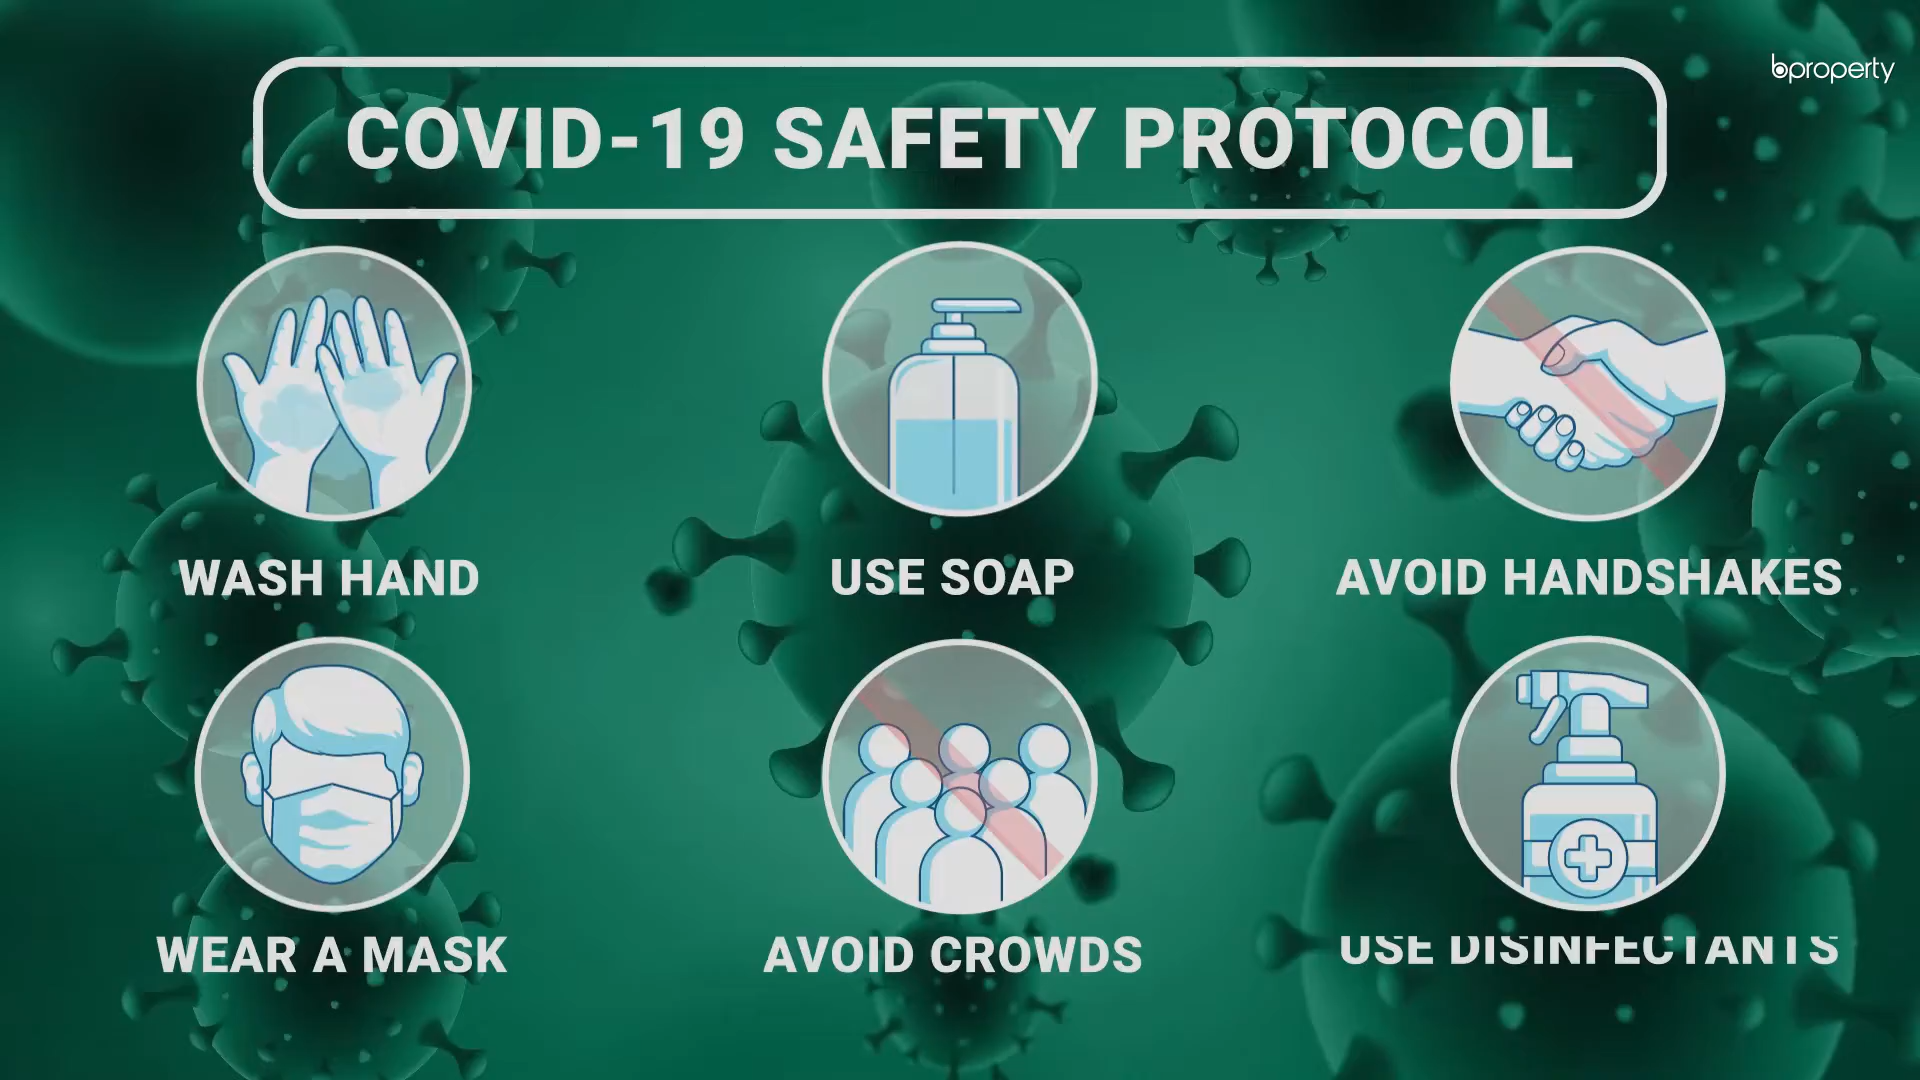 bproperty
COVID-19 SAFETY PROTOCOL
WASH HAND
USE SOAP
AVOID HANDSHAKES
WEAR A MASK
AVOID CROWDS
USE DISINFECTANTS